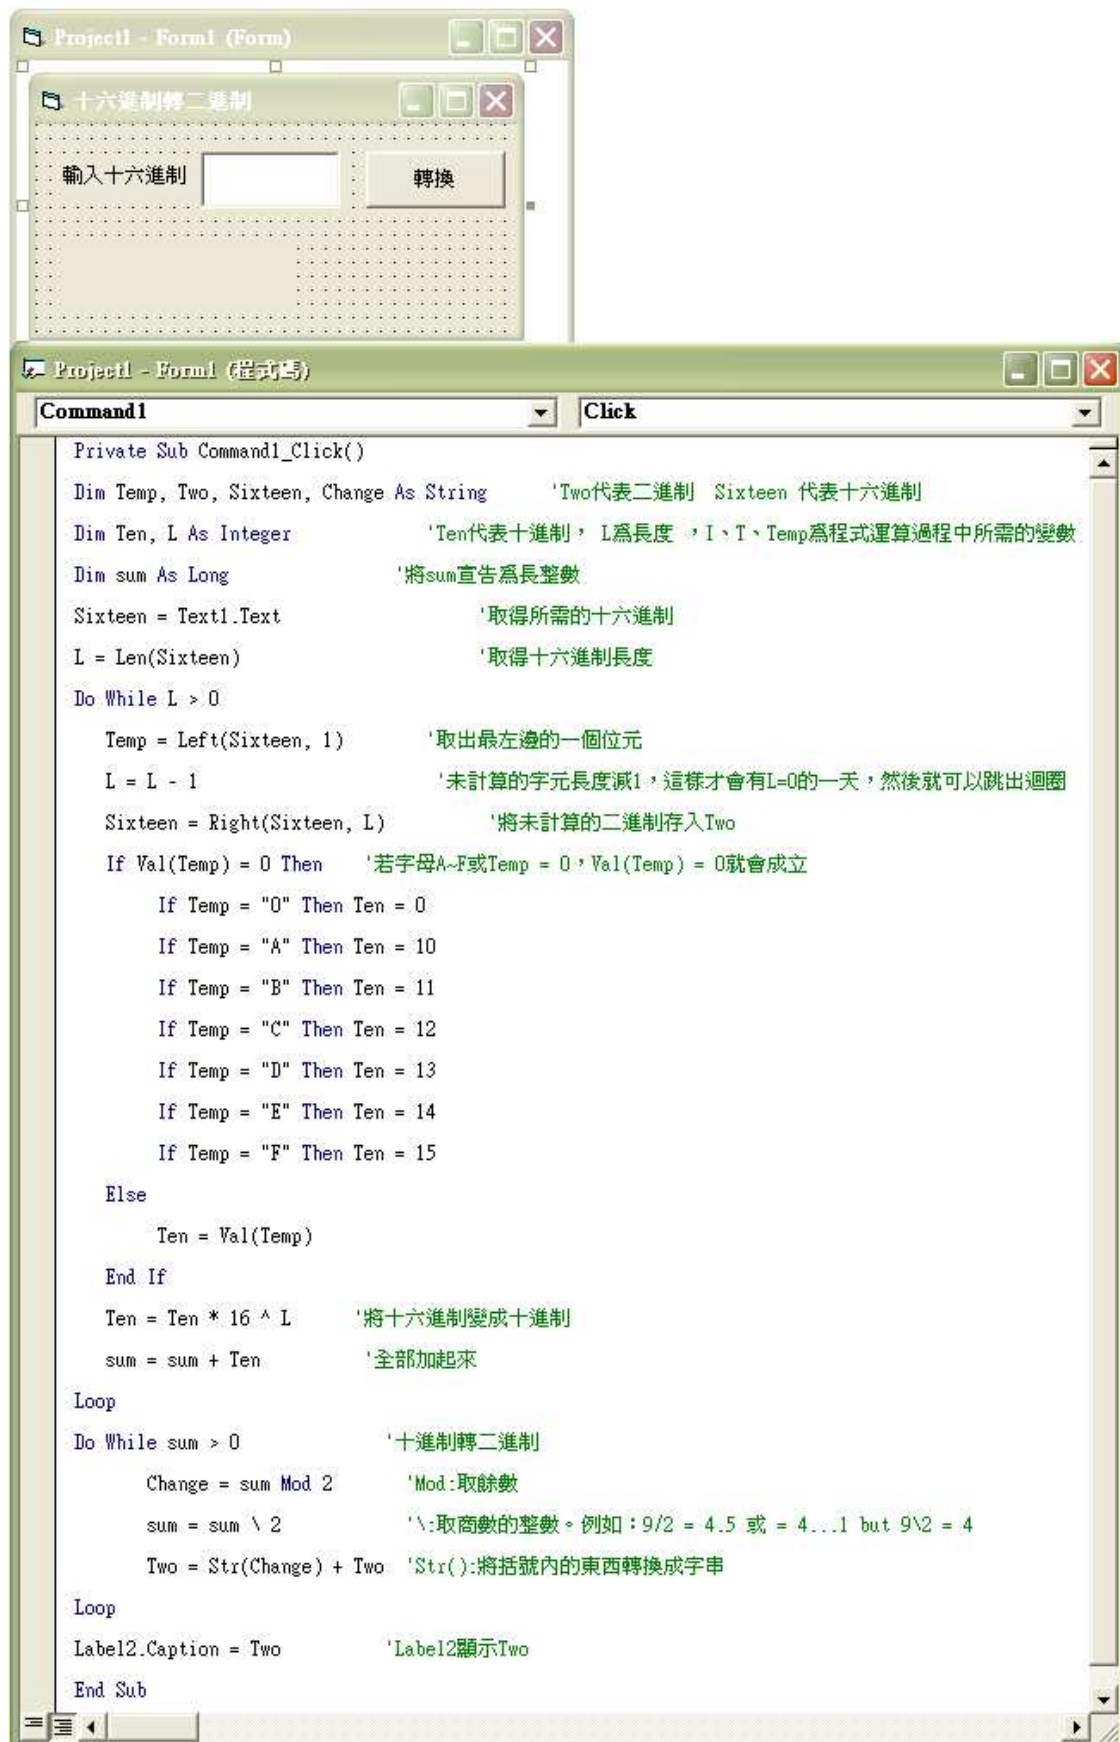 Project1 - Form1 (Form)
十六進制轉二進制
輸入十六進制
轉換
Project1 - Form1 (程式碼)
Command1 Click
Private Sub Command1_Click()
Dim Temp, Two, Sixteen, Change As String 'Two代表二進制 Sixteen 代表十六進制
Dim Ten, L As Integer 'Ten代表十進制, L為長度 ,I、T、Temp為程式運算過程中所需的變數
Dim sum As Long '將sum宣告為長整數
Sixteen = Text1.Text '取得所需的十六進制
L = Len(Sixteen) '取得十六進制長度
Do While L > 0
Temp = Left(Sixteen, 1) '取出最左邊的一個位元
L = L - 1 '未計算的字元長度減1,這樣才會有L=0的一天,然後就可以跳出迴圈
Sixteen = Right(Sixteen, L) '將未計算的二進制存入Two
If Val(Temp) = 0 Then '若字母A~F或Temp = 0,Val(Temp) = 0就會成立
If Temp = "0" Then Ten = 0
If Temp = "A" Then Ten = 10
If Temp = "B" Then Ten = 11
If Temp = "C" Then Ten = 12
If Temp = "D" Then Ten = 13
If Temp = "E" Then Ten = 14
If Temp = "F" Then Ten = 15
Else
Ten = Val(Temp)
End If
Ten = Ten * 16 ^ L '將十六進制變成十進制
sum = sum + Ten '全部加起來
Loop
Do While sum > 0 '十進制轉二進制
Change = sum Mod 2 'Mod:取餘數
sum = sum \ 2 '\:取商數的整數。例如:9/2 = 4.5 或 = 4...1 but 9\2 = 4
Two = Str(Change) + Two 'Str():將括號內的東西轉換成字串
Loop
Label2.Caption = Two 'Label2顯示Two
End Sub